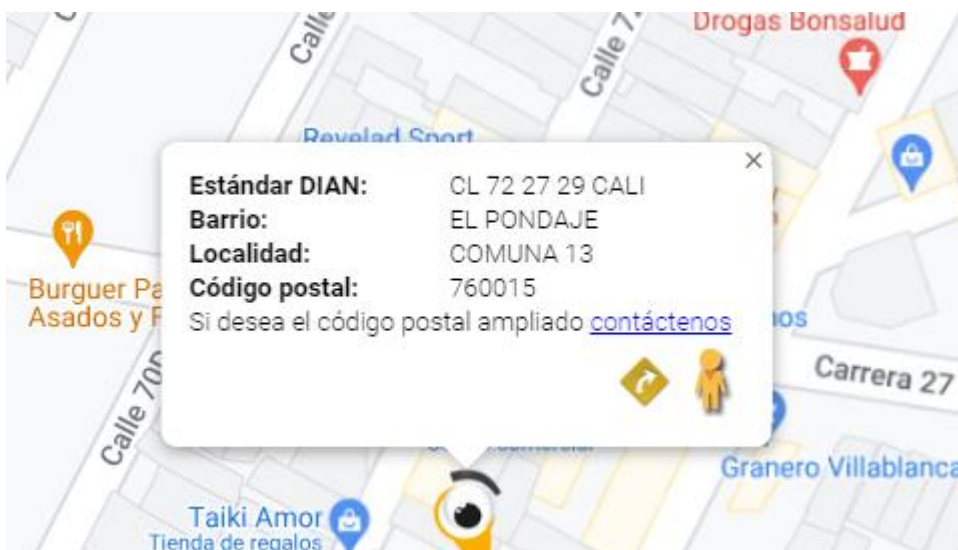 Drogas Bonsalud
Calle
Calle 7
Revelad Sport
Estándar DIAN: CL 72 27 29 CALI
Barrio: EL PONDAJE
Localidad: COMUNA 13
Código postal: 760015
Si desea el código postal ampliado contáctenos
Burguer Pa
Asados y P
os
Carrera 27
Calle 70D
Granero Villablanca
Taiki Amor
Tienda de regalos